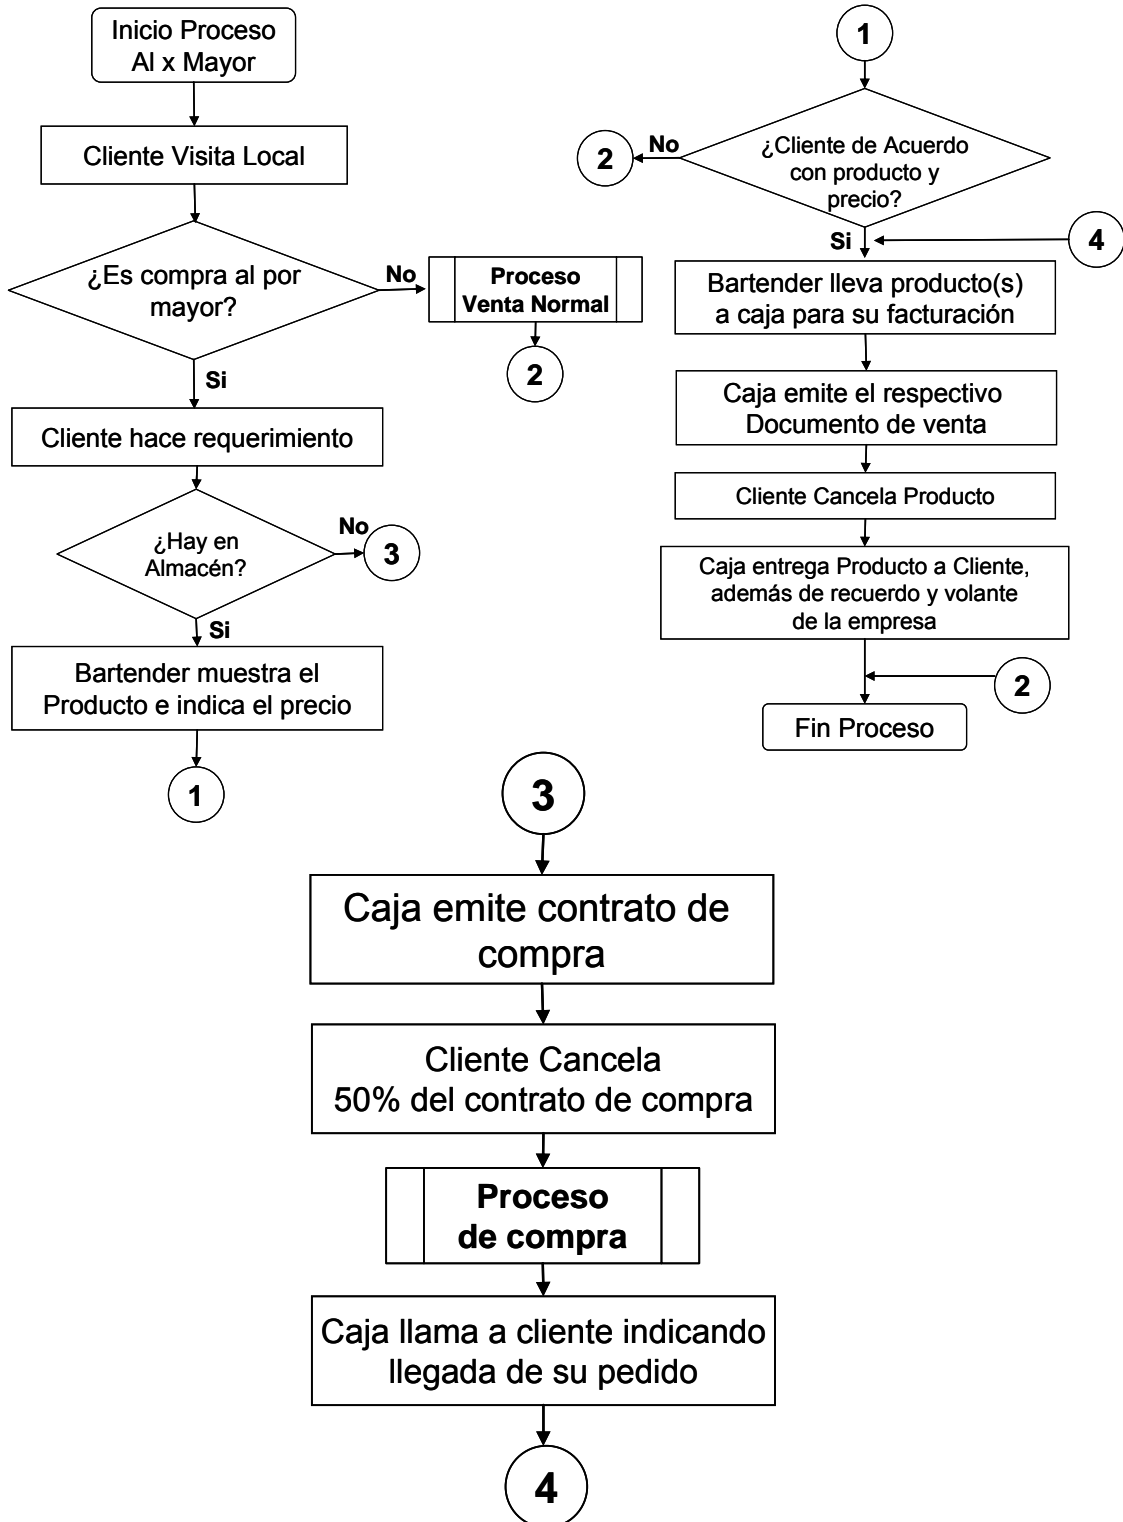 Inicio Proceso
Al x Mayor
Cliente Visita Local
¿Es compra al por
mayor?
No
Proceso
Venta Normal
2
Si
Cliente hace requerimiento
¿Hay en
Almacén?
No
3
Si
Bartender muestra el
Producto e indica el precio
1
1
¿Cliente de Acuerdo
con producto y
precio?
No
2
Si
4
Bartender lleva producto(s)
a caja para su facturación
Caja emite el respectivo
Documento de venta
Cliente Cancela Producto
Caja entrega Producto a Cliente,
además de recuerdo y volante
de la empresa
2
Fin Proceso
3
Caja emite contrato de
compra
Cliente Cancela
50% del contrato de compra
Proceso
de compra
Caja llama a cliente indicando
llegada de su pedido
4